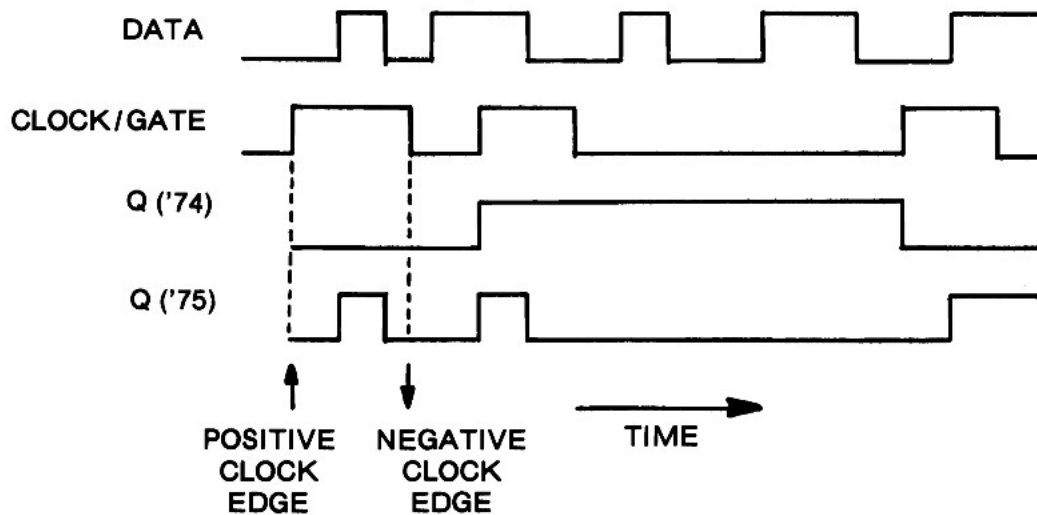 DATA
CLOCK/GATE
Q ('74)
Q ('75)
POSITIVE
CLOCK
EDGE
NEGATIVE
CLOCK
EDGE
TIME